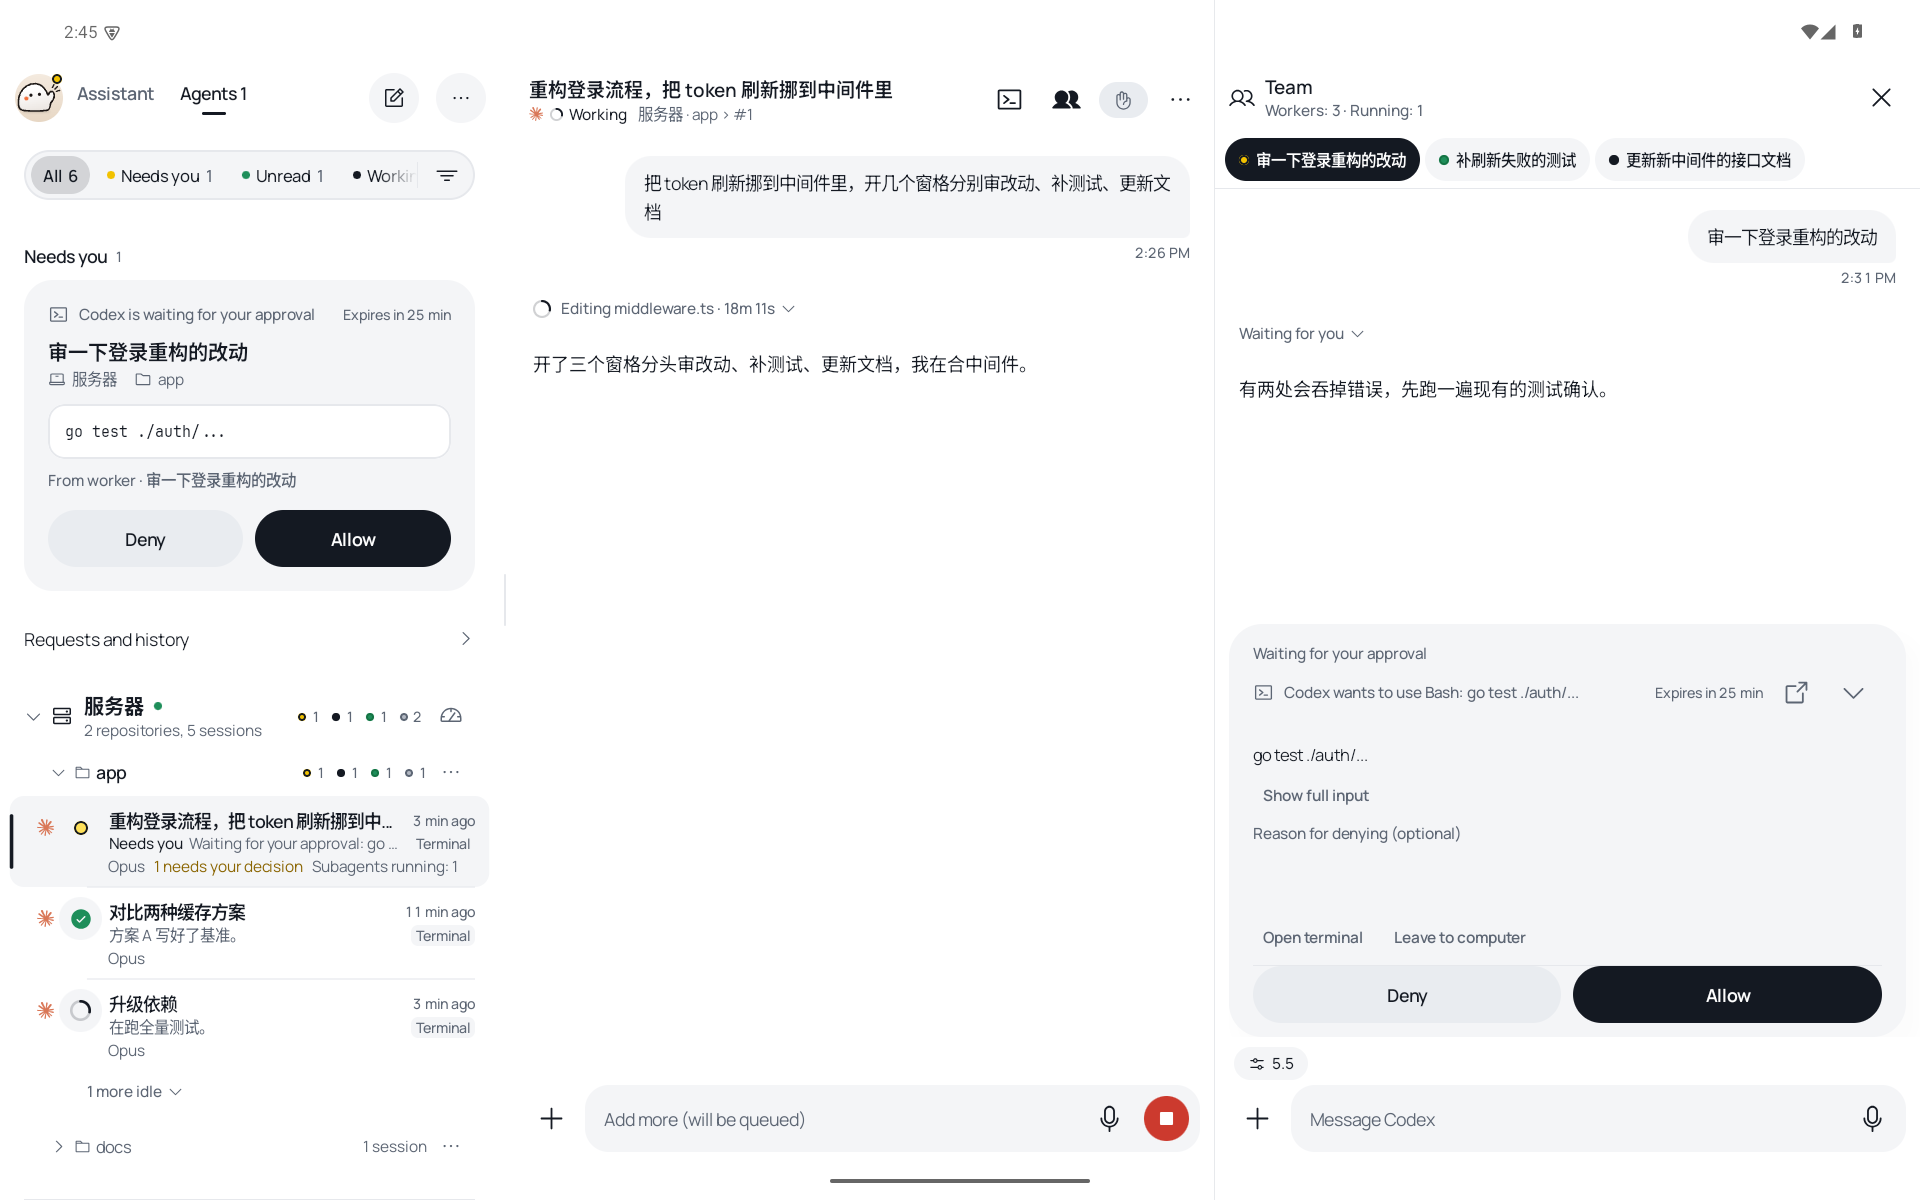 2:45
Assistant
Agents 1
All 6
Needs you 1
Unread 1
Workin
Needs you 1
Codex is waiting for your approval
Expires in 25 min
审一下登录重构的改动
服务器 app
go test ./auth/...
From worker · 审一下登录重构的改动
Deny
Allow
Requests and history
服务器
2 repositories, 5 sessions
1 1 1 2
app
1 1 1 1
重构登录流程，把 token 刷新挪到中...
3 min ago
Needs you Waiting for your approval: go ...
Terminal
Opus 1 needs your decision Subagents running: 1
对比两种缓存方案
11 min ago
方案 A 写好了基准。
Terminal
Opus
升级依赖
3 min ago
在跑全量测试。
Terminal
Opus
1 more idle
docs
1 session
重构登录流程，把 token 刷新挪到中间件里
Working 服务器 · app › #1
把 token 刷新挪到中间件里，开几个窗格分别审改动、补测试、更新文
档
2:26 PM
Editing middleware.ts · 18m 11s
开了三个窗格分头审改动、补测试、更新文档，我在合中间件。
Add more (will be queued)
Team
Workers: 3 · Running: 1
审一下登录重构的改动
补刷新失败的测试
更新新中间件的接口文档
审一下登录重构的改动
2:31 PM
Waiting for you
有两处会吞掉错误，先跑一遍现有的测试确认。
Waiting for your approval
Codex wants to use Bash: go test ./auth/...
Expires in 25 min
go test ./auth/...
Show full input
Reason for denying (optional)
Open terminal
Leave to computer
Deny
Allow
5.5
Message Codex